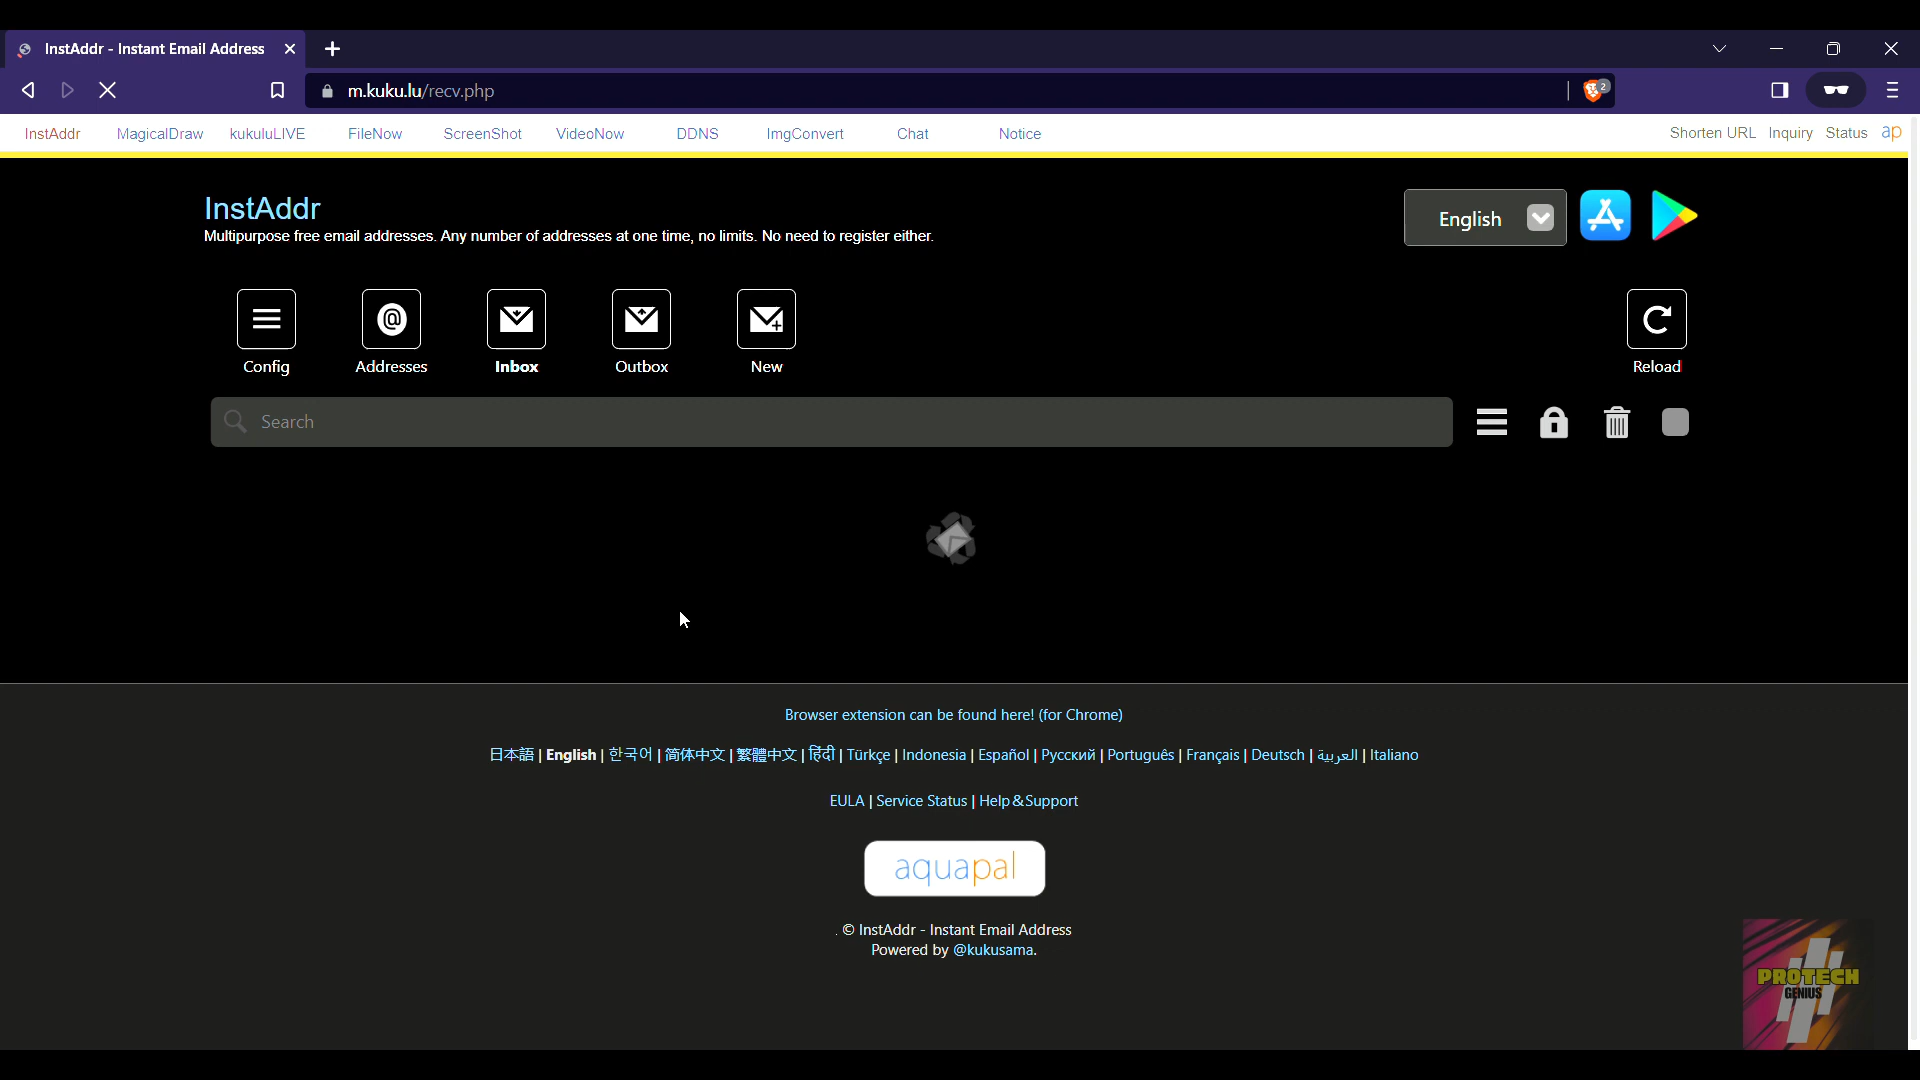 InstAddr - Instant Email Address
m.kuku.lu/recv.php
2
InstAddr MagicalDraw kukuluLIVE FileNow ScreenShot VideoNow DDNS ImgConvert Chat Notice Shorten URL Inquiry Status ap
InstAddr
Multipurpose free email addresses. Any number of addresses at one time, no limits. No need to register either.
English
Config Addresses Inbox Outbox New Reload
Search
Browser extension can be found here! (for Chrome)
日本語 | English | 한국어 | 简体中文 | 繁體中文 | हिंदी | Türkçe | Indonesia | Español | Русский | Português | Français | Deutsch | العربية | Italiano
EULA | Service Status | Help&Support
aquapal
. © InstAddr - Instant Email Address
Powered by @kukusama.
PROTECH
GENIUS